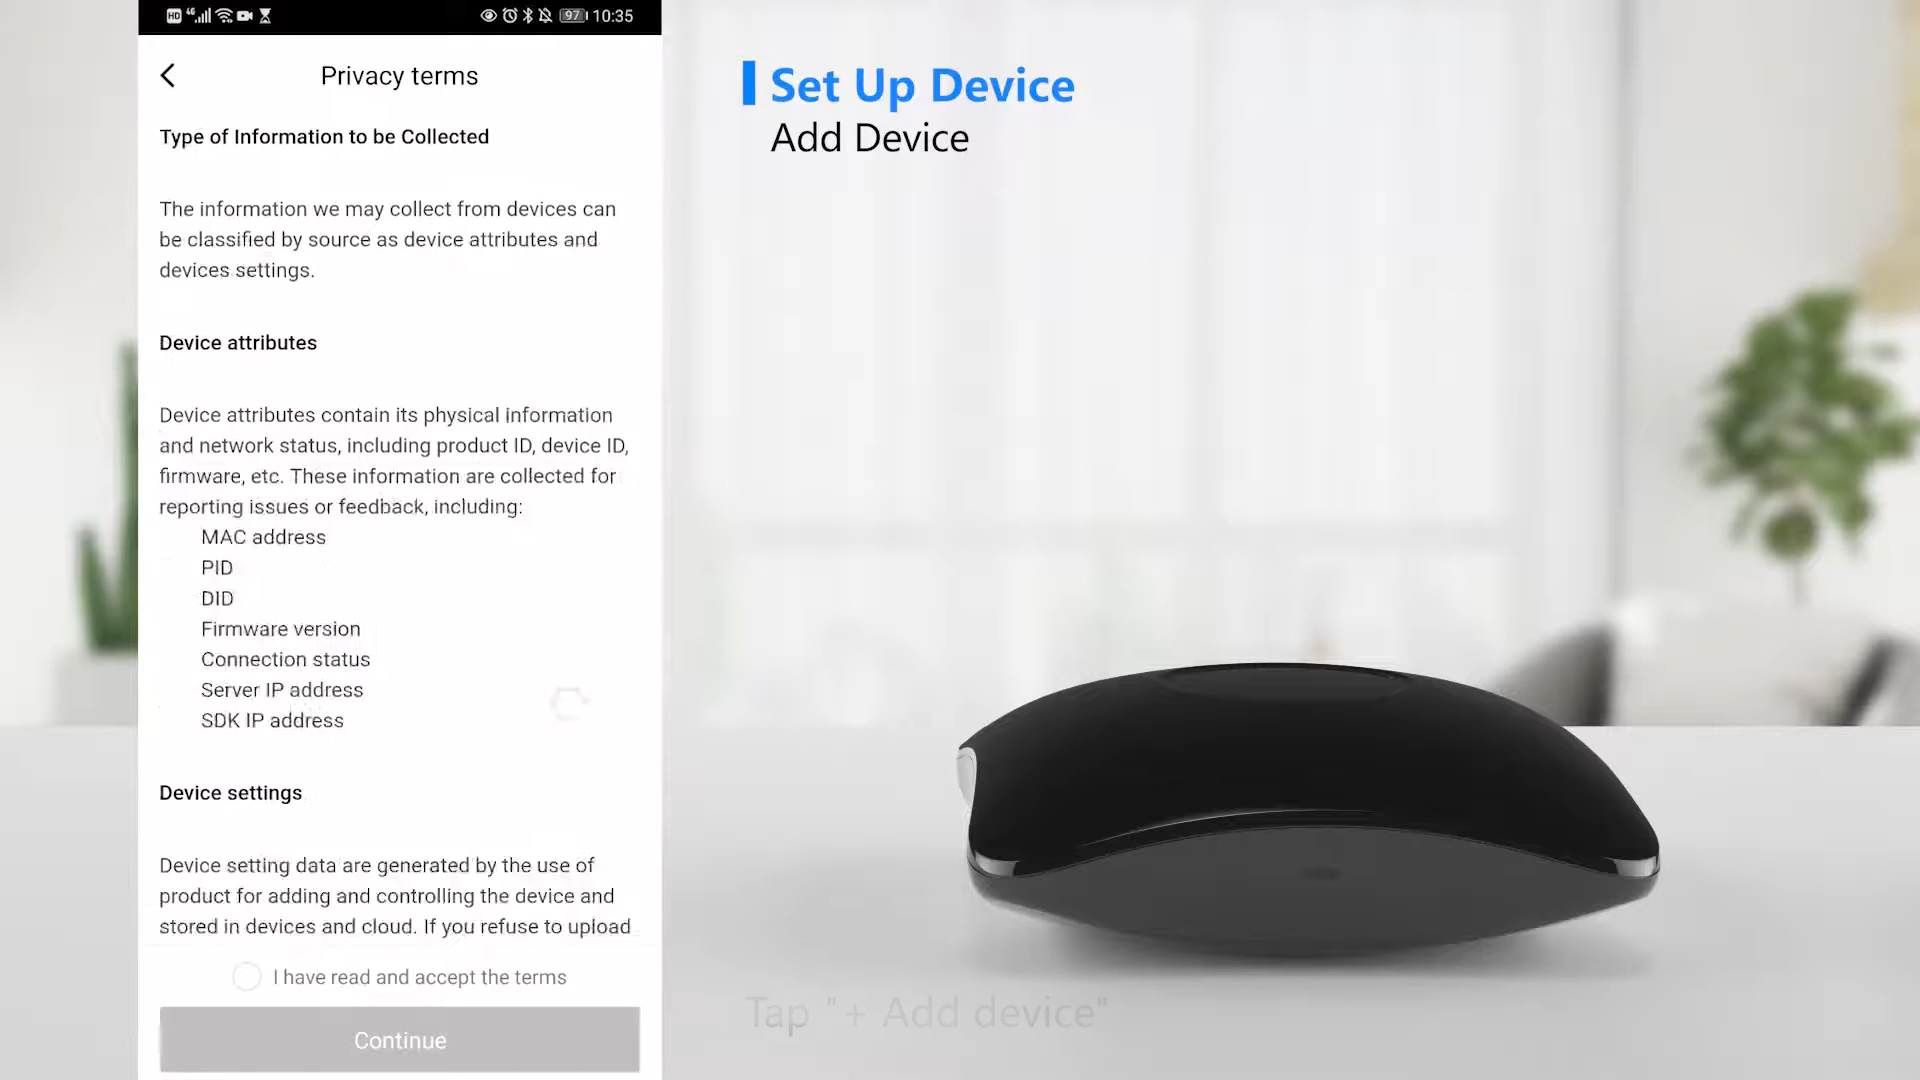 HD 4G 97 10:35
Privacy terms
Type of Information to be Collected
The information we may collect from devices can
be classified by source as device attributes and
devices settings.
Device attributes
Device attributes contain its physical information
and network status, including product ID, device ID,
firmware, etc. These information are collected for
reporting issues or feedback, including:
MAC address
PID
DID
Firmware version
Connection status
Server IP address
SDK IP address
Device settings
Device setting data are generated by the use of
product for adding and controlling the device and
stored in devices and cloud. If you refuse to upload
I have read and accept the terms
Continue
Set Up Device
Add Device
Tap "+ Add device"